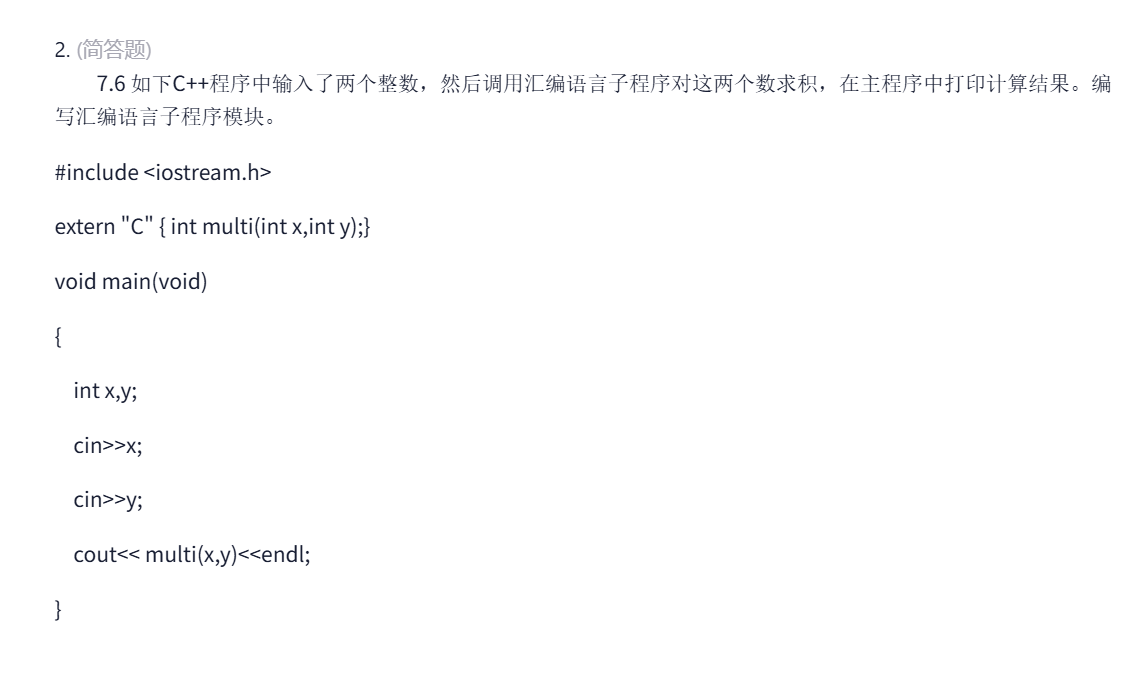 2. (简答题)
7.6 如下C++程序中输入了两个整数，然后调用汇编语言子程序对这两个数求积，在主程序中打印计算结果。编
写汇编语言子程序模块。
#include <iostream.h>
extern "C" { int multi(int x,int y);}
void main(void)
{
int x,y;
cin>>x;
cin>>y;
cout<< multi(x,y)<<endl;
}